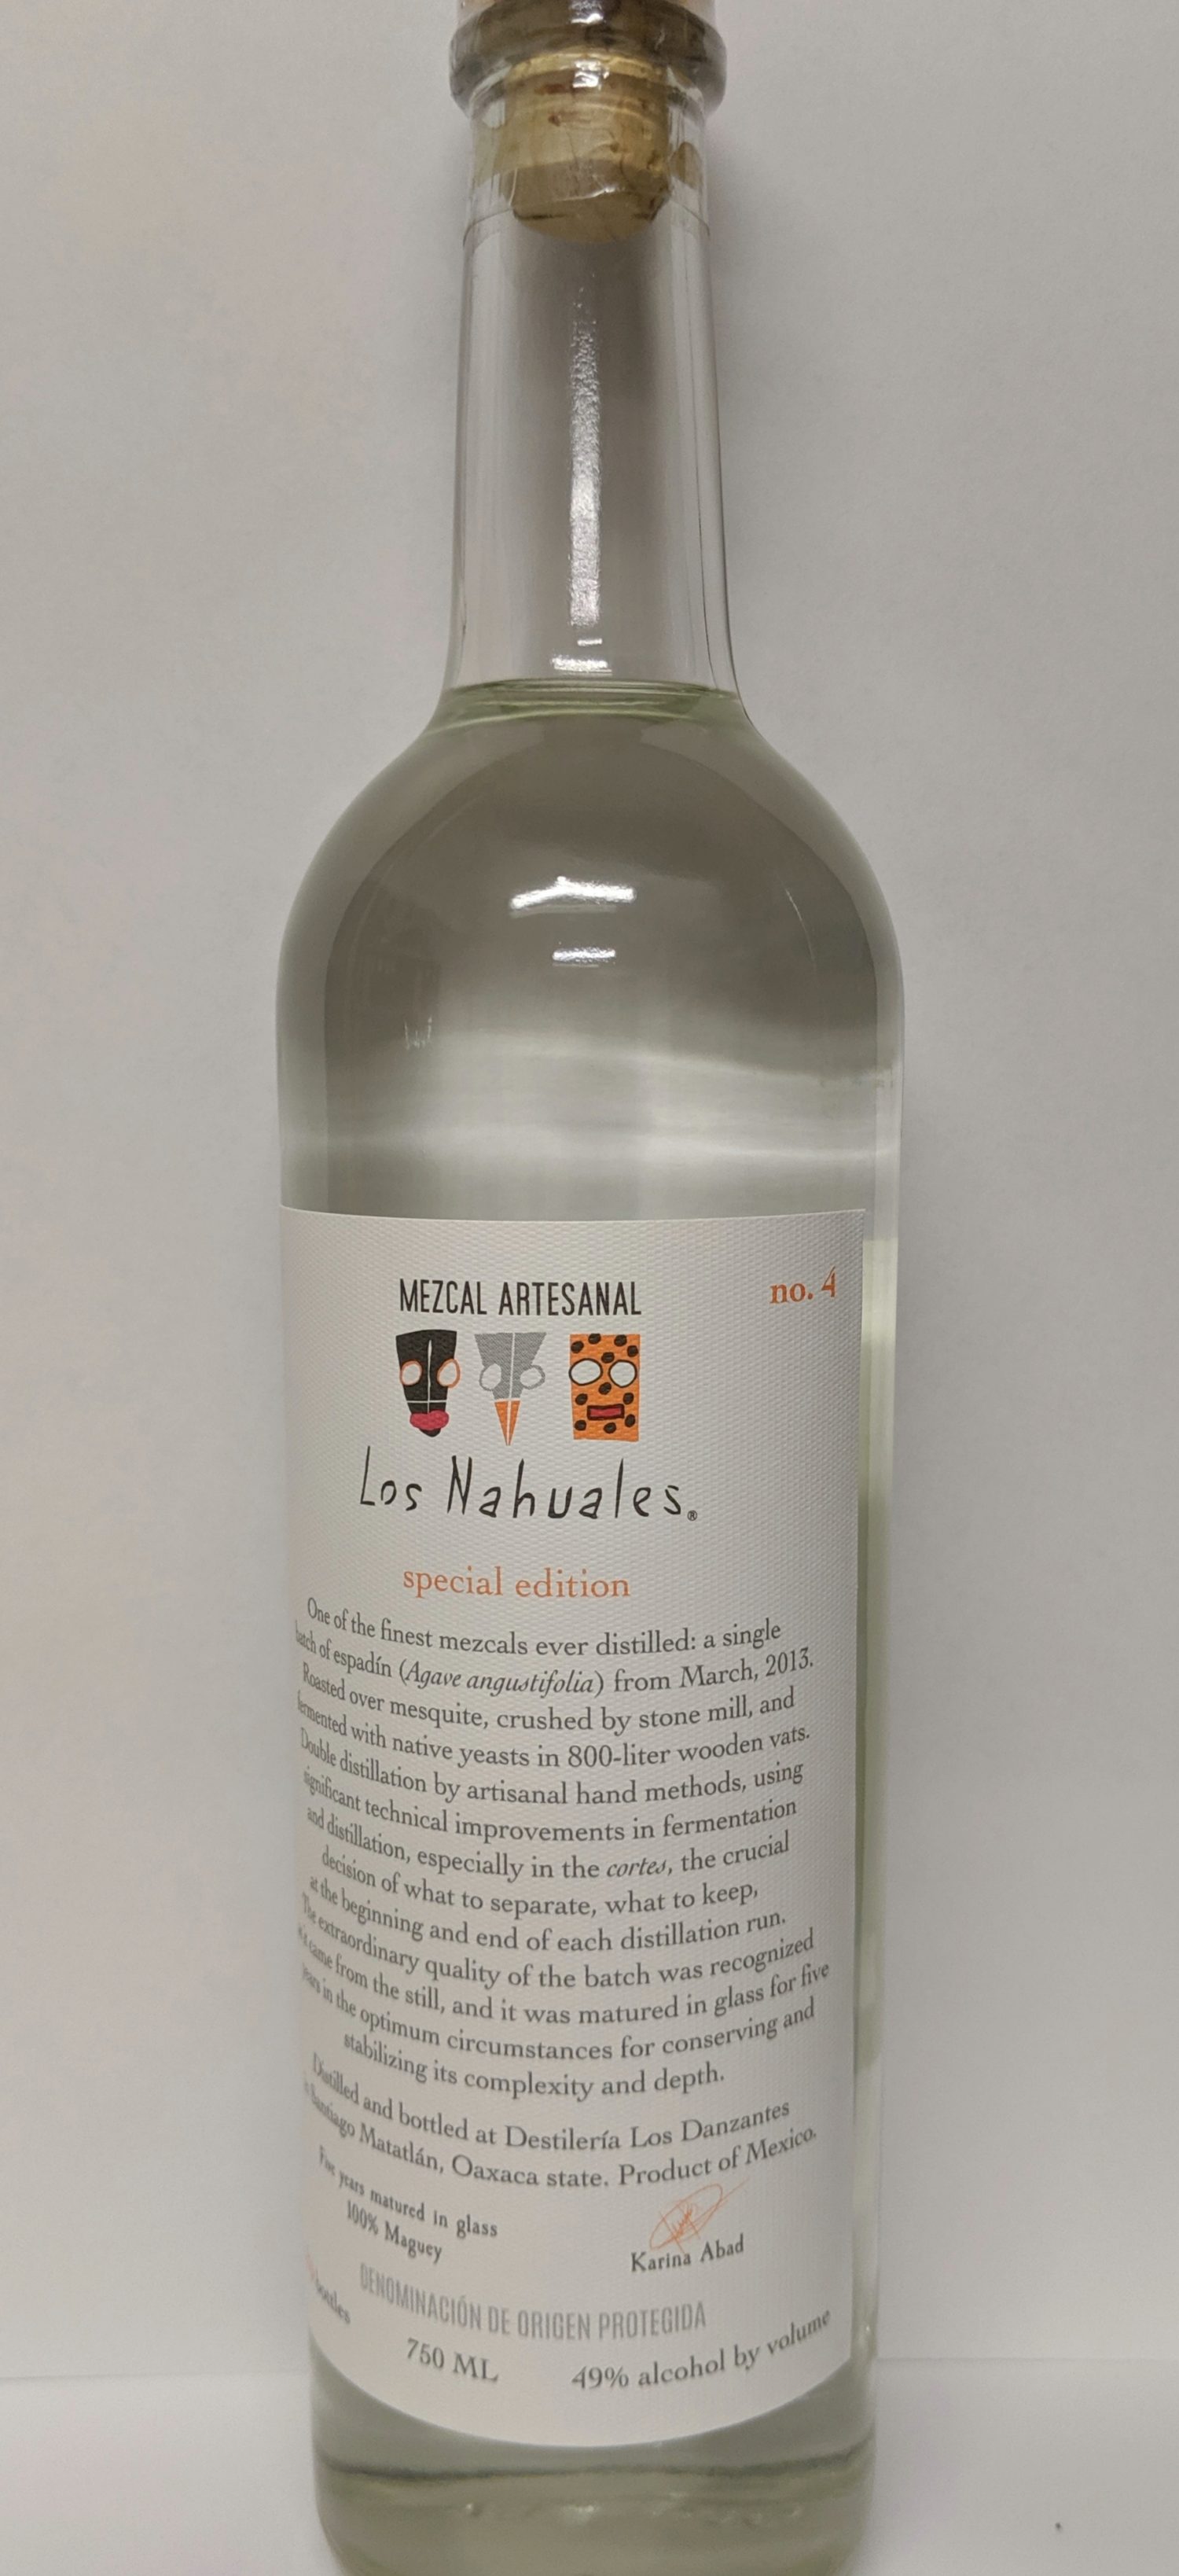 MEZCAL ARTESANAL
no. 4
Los Nahuales®
special edition
One of the finest mezcals ever distilled: a single
batch of espadín (Agave angustifolia) from March, 2013.
Roasted over mesquite, crushed by stone mill, and
fermented with native yeasts in 800-liter wooden vats.
Double distillation by artisanal hand methods, using
significant technical improvements in fermentation
and distillation, especially in the cortes, the crucial
decision of what to separate, what to keep,
at the beginning and end of each distillation run.
The extraordinary quality of the batch was recognized
as it came from the still, and it was matured in glass for five
years in the optimum circumstances for conserving and
stabilizing its complexity and depth.
Distilled and bottled at Destilería Los Danzantes
in Santiago Matatlán, Oaxaca state. Product of Mexico.
Five years matured in glass
100% Maguey
Karina Abad
bottles
DENOMINACIÓN DE ORIGEN PROTEGIDA
750 ML
49% alcohol by volume